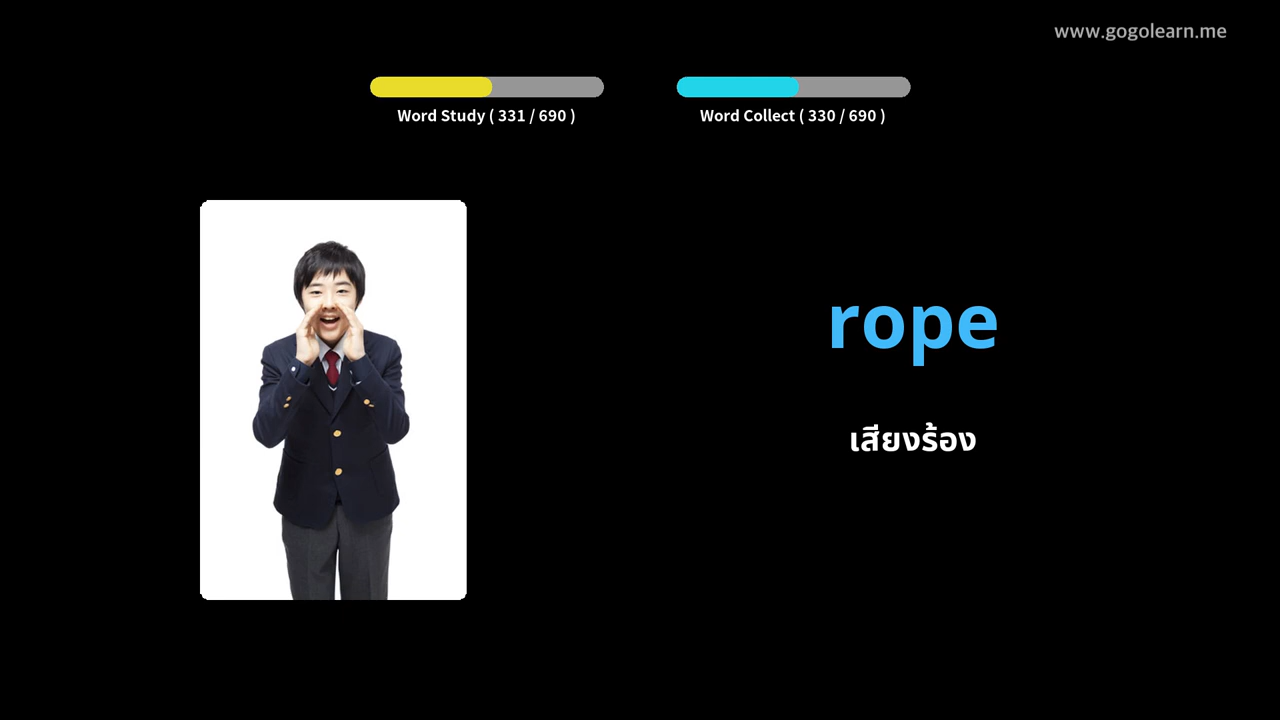 www.gogolearn.me
Word Study ( 331 / 690 )
Word Collect ( 330 / 690 )
rope
เสียงร้อง